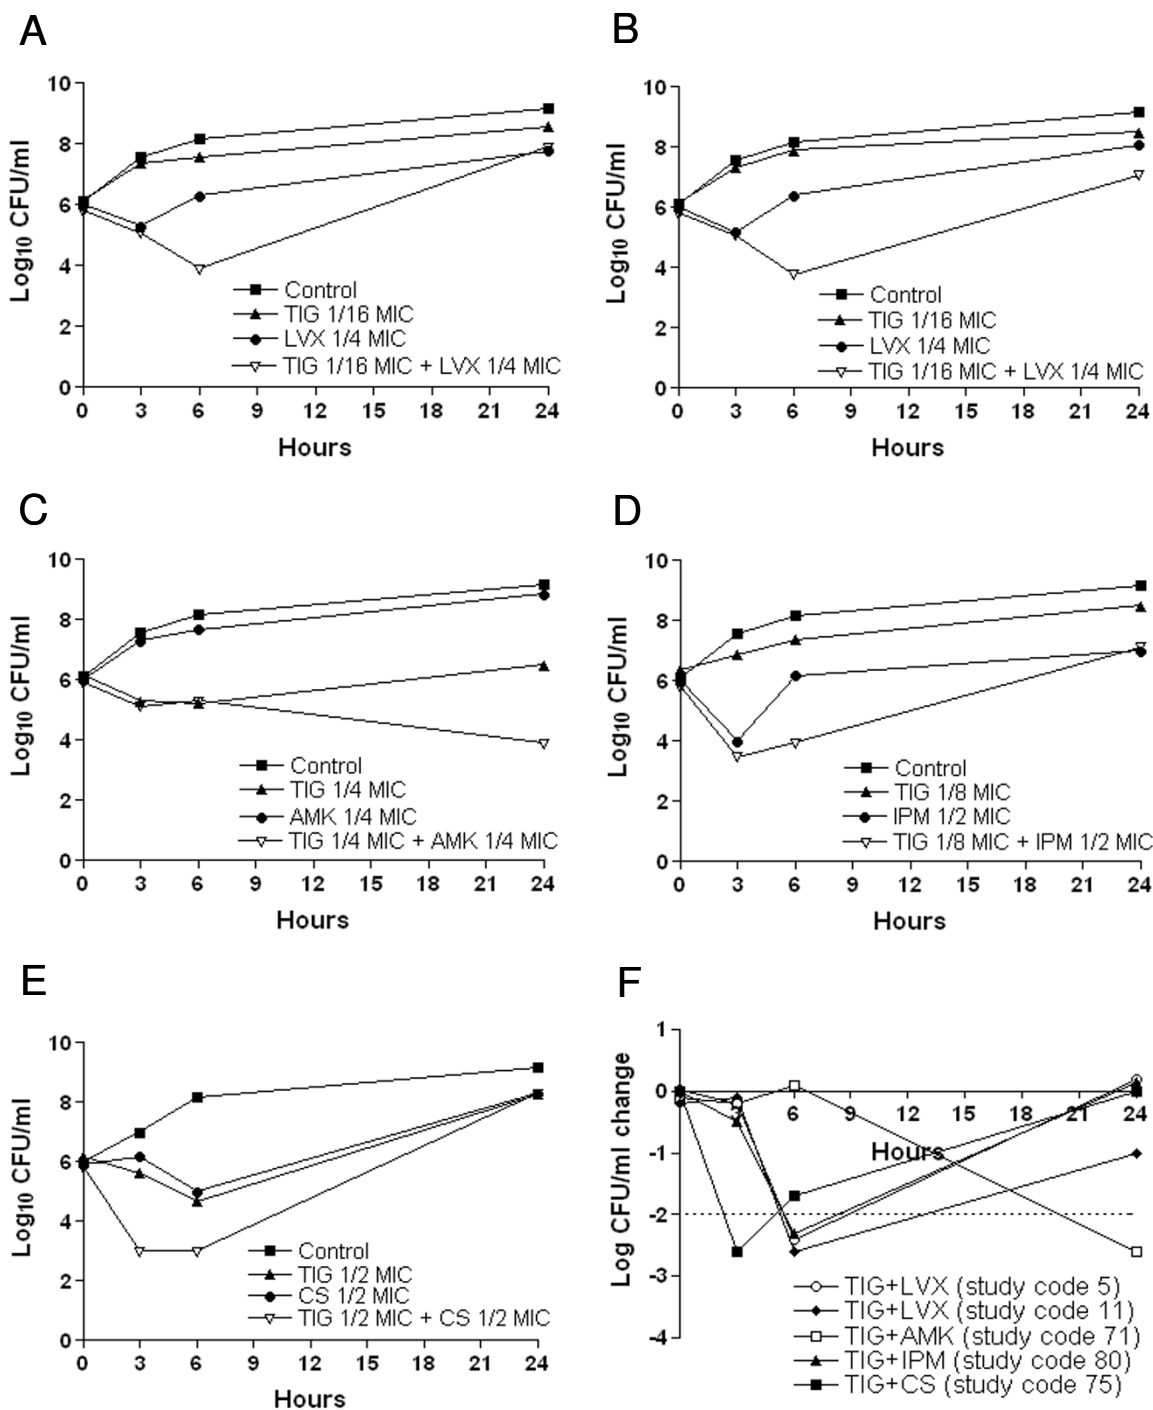 A
Log10 CFU/ml
10
8
6
4
2
0
0 3 6 9 12 15 18 21 24
Hours
Control
TIG 1/16 MIC
LVX 1/4 MIC
TIG 1/16 MIC + LVX 1/4 MIC
B
Log10 CFU/ml
10
8
6
4
2
0
0 3 6 9 12 15 18 21 24
Hours
Control
TIG 1/16 MIC
LVX 1/4 MIC
TIG 1/16 MIC + LVX 1/4 MIC
C
Log10 CFU/ml
10
8
6
4
2
0
0 3 6 9 12 15 18 21 24
Hours
Control
TIG 1/4 MIC
AMK 1/4 MIC
TIG 1/4 MIC + AMK 1/4 MIC
D
Log10 CFU/ml
10
8
6
4
2
0
0 3 6 9 12 15 18 21 24
Hours
Control
TIG 1/8 MIC
IPM 1/2 MIC
TIG 1/8 MIC + IPM 1/2 MIC
E
Log10 CFU/ml
10
8
6
4
2
0
0 3 6 9 12 15 18 21 24
Hours
Control
TIG 1/2 MIC
CS 1/2 MIC
TIG 1/2 MIC + CS 1/2 MIC
F
Log CFU/ml change
1
0
-1
-2
-3
-4
3 6 9 12 15 18 21 24
Hours
TIG+LVX (study code 5)
TIG+LVX (study code 11)
TIG+AMK (study code 71)
TIG+IPM (study code 80)
TIG+CS (study code 75)